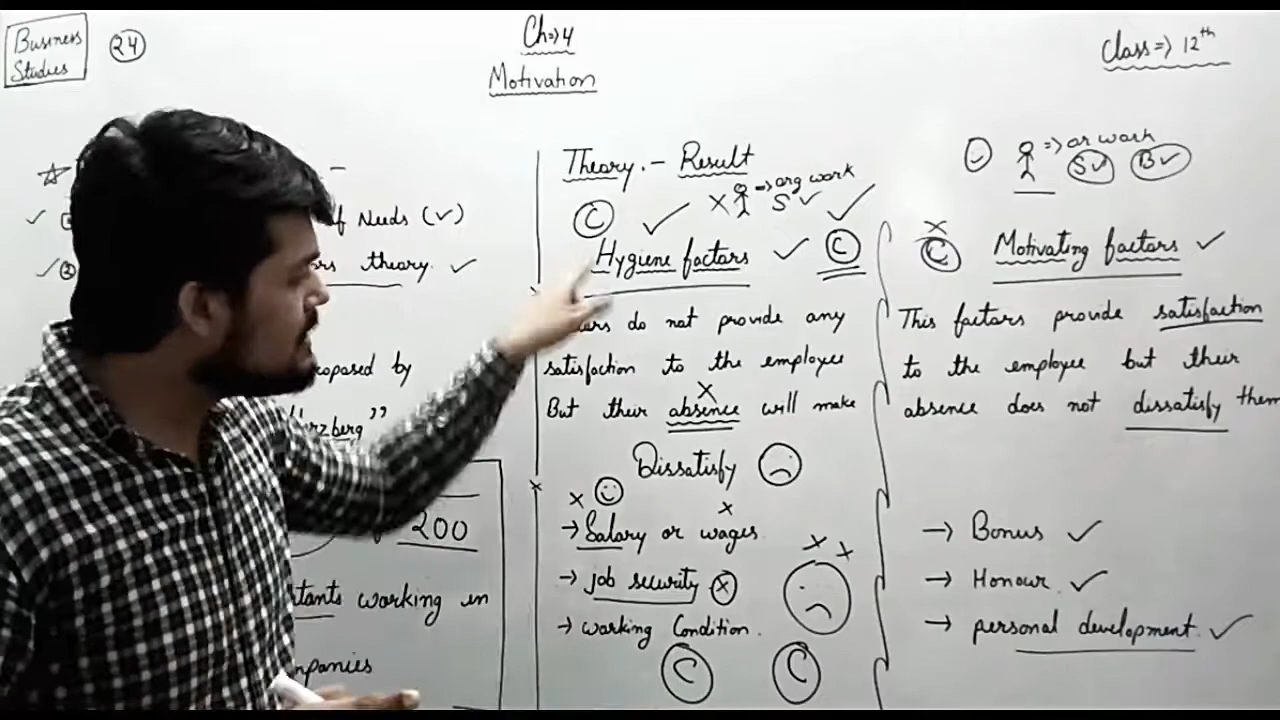 Business
Studies
24
Ch=>4
Motivation
Class=>12th
of Needs (✓)
theory
proposed by
200
working in
Theory - Result
=> org work
S ✓
C
Hygiene factors ✓
C
do not provide any
satisfaction to the employee
But their absence will make
Dissatisfy
→ Salary or wages
→ Job security
→ working Condition.
C
C
S✓
B✓
C
Motivating factors ✓
This factors provide satisfaction
to the employee but their
absence does not dissatisfy them
→ Bonus ✓
→ Honour ✓
→ personal development ✓